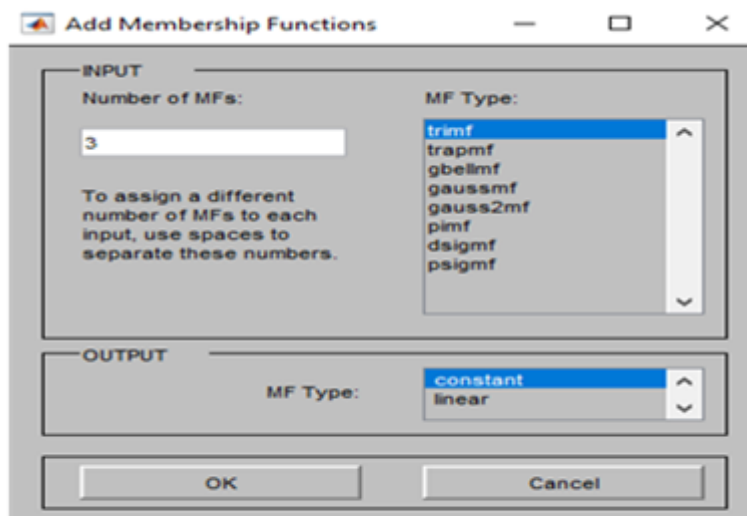 Add Membership Functions
INPUT
Number of MFs:
3
To assign a different
number of MFs to each
input, use spaces to
separate these numbers.
MF Type:
trimf
trapmf
gbellmf
gaussmf
gauss2mf
pimf
dsigmf
psigmf
OUTPUT
MF Type:
constant
linear
OK
Cancel